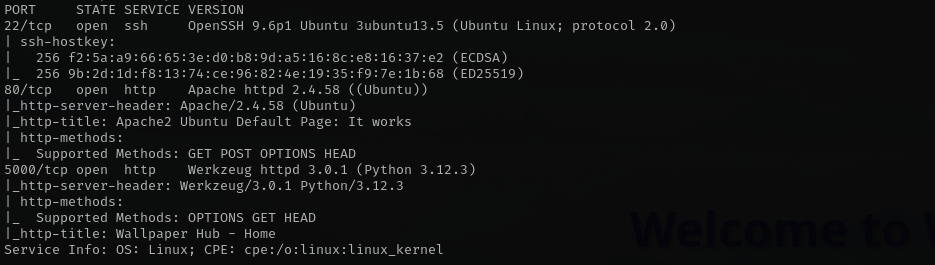 PORT     STATE SERVICE VERSION
22/tcp   open  ssh     OpenSSH 9.6p1 Ubuntu 3ubuntu13.5 (Ubuntu Linux; protocol 2.0)
| ssh-hostkey:
|   256 f2:5a:a9:66:65:3e:d0:b8:9d:a5:16:8c:e8:16:37:e2 (ECDSA)
|_  256 9b:2d:1d:f8:13:74:ce:96:82:4e:19:35:f9:7e:1b:68 (ED25519)
80/tcp   open  http    Apache httpd 2.4.58 ((Ubuntu))
|_http-server-header: Apache/2.4.58 (Ubuntu)
|_http-title: Apache2 Ubuntu Default Page: It works
| http-methods:
|_  Supported Methods: GET POST OPTIONS HEAD
5000/tcp open  http    Werkzeug httpd 3.0.1 (Python 3.12.3)
|_http-server-header: Werkzeug/3.0.1 Python/3.12.3
| http-methods:
|_  Supported Methods: OPTIONS GET HEAD
|_http-title: Wallpaper Hub - Home
Service Info: OS: Linux; CPE: cpe:/o:linux:linux_kernel
Welcome to W